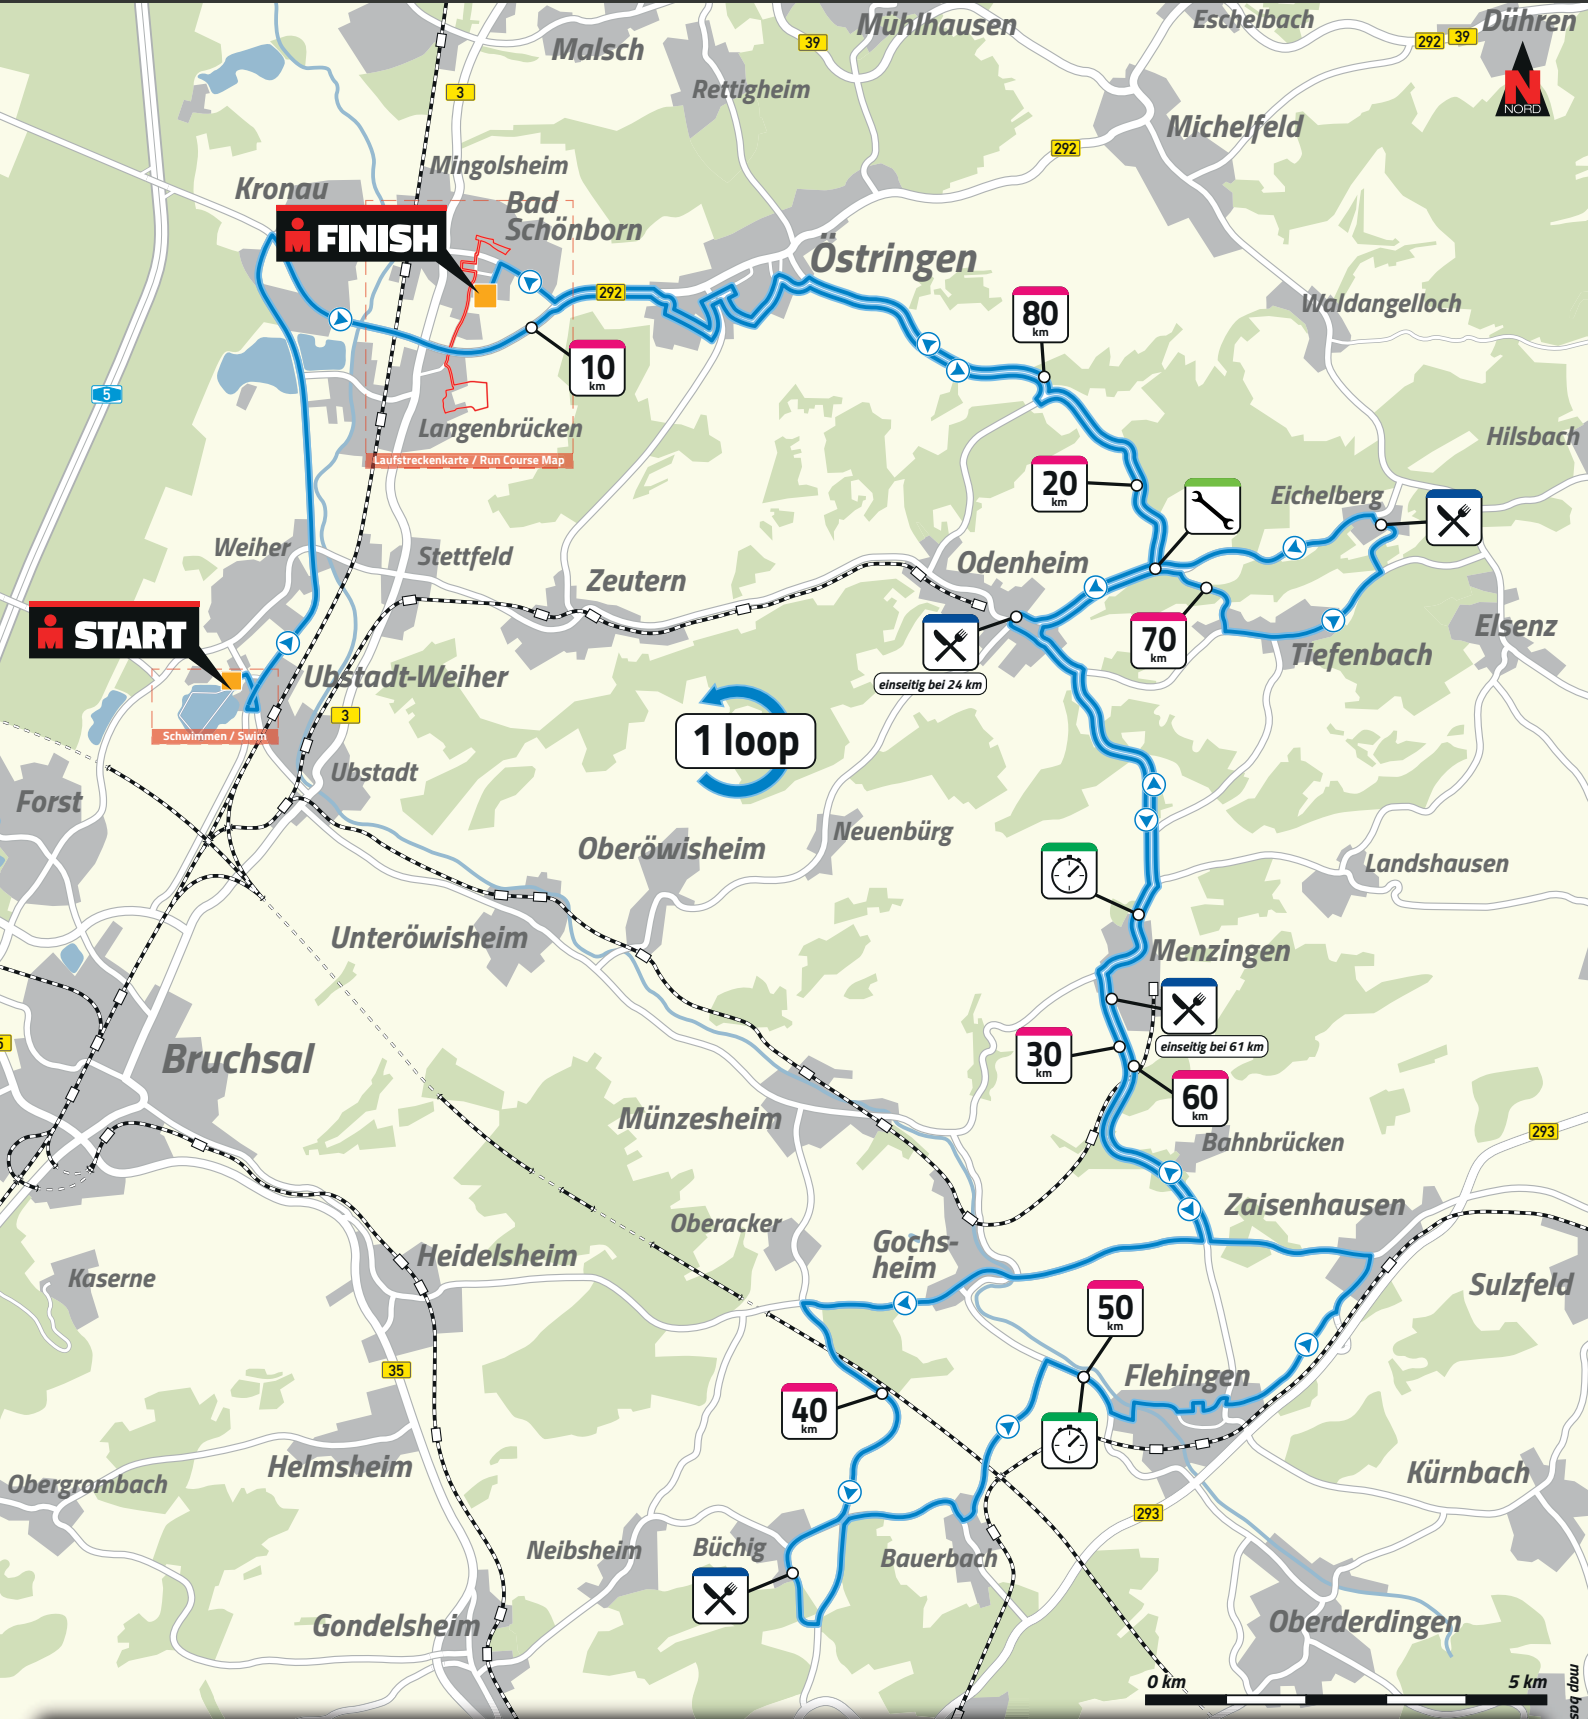 Mühlhausen
Eschelbach
Dühren
Malsch
39
292
39
Rettigheim
3
N
NORD
Michelfeld
292
Mingolsheim
Kronau
Bad
Schönborn
FINISH
Östringen
292
Waldangelloch
80
km
10
km
5
Langenbrücken
Laufstreckenkarte / Run Course Map
Hilsbach
20
km
Eichelberg
Weiher
Stettfeld
Odenheim
Zeutern
START
70
km
Elsenz
Tiefenbach
einseitig bei 24 km
Ubstadt-Weiher
3
Schwimmen / Swim
1 loop
Ubstadt
Forst
Neuenbürg
Oberöwisheim
Landshausen
Unteröwisheim
Menzingen
einseitig bei 61 km
30
km
Bruchsal
60
km
Münzesheim
Bahnbrücken
293
Zaisenhausen
Oberacker
Gochs-
heim
Heidelsheim
Kaserne
Sulzfeld
50
km
35
Flehingen
40
km
Helmsheim
Obergrombach
Kürnbach
293
Neibsheim
Büchig
Bauerbach
Gondelsheim
Oberderdingen
0 km
5 km
map bas